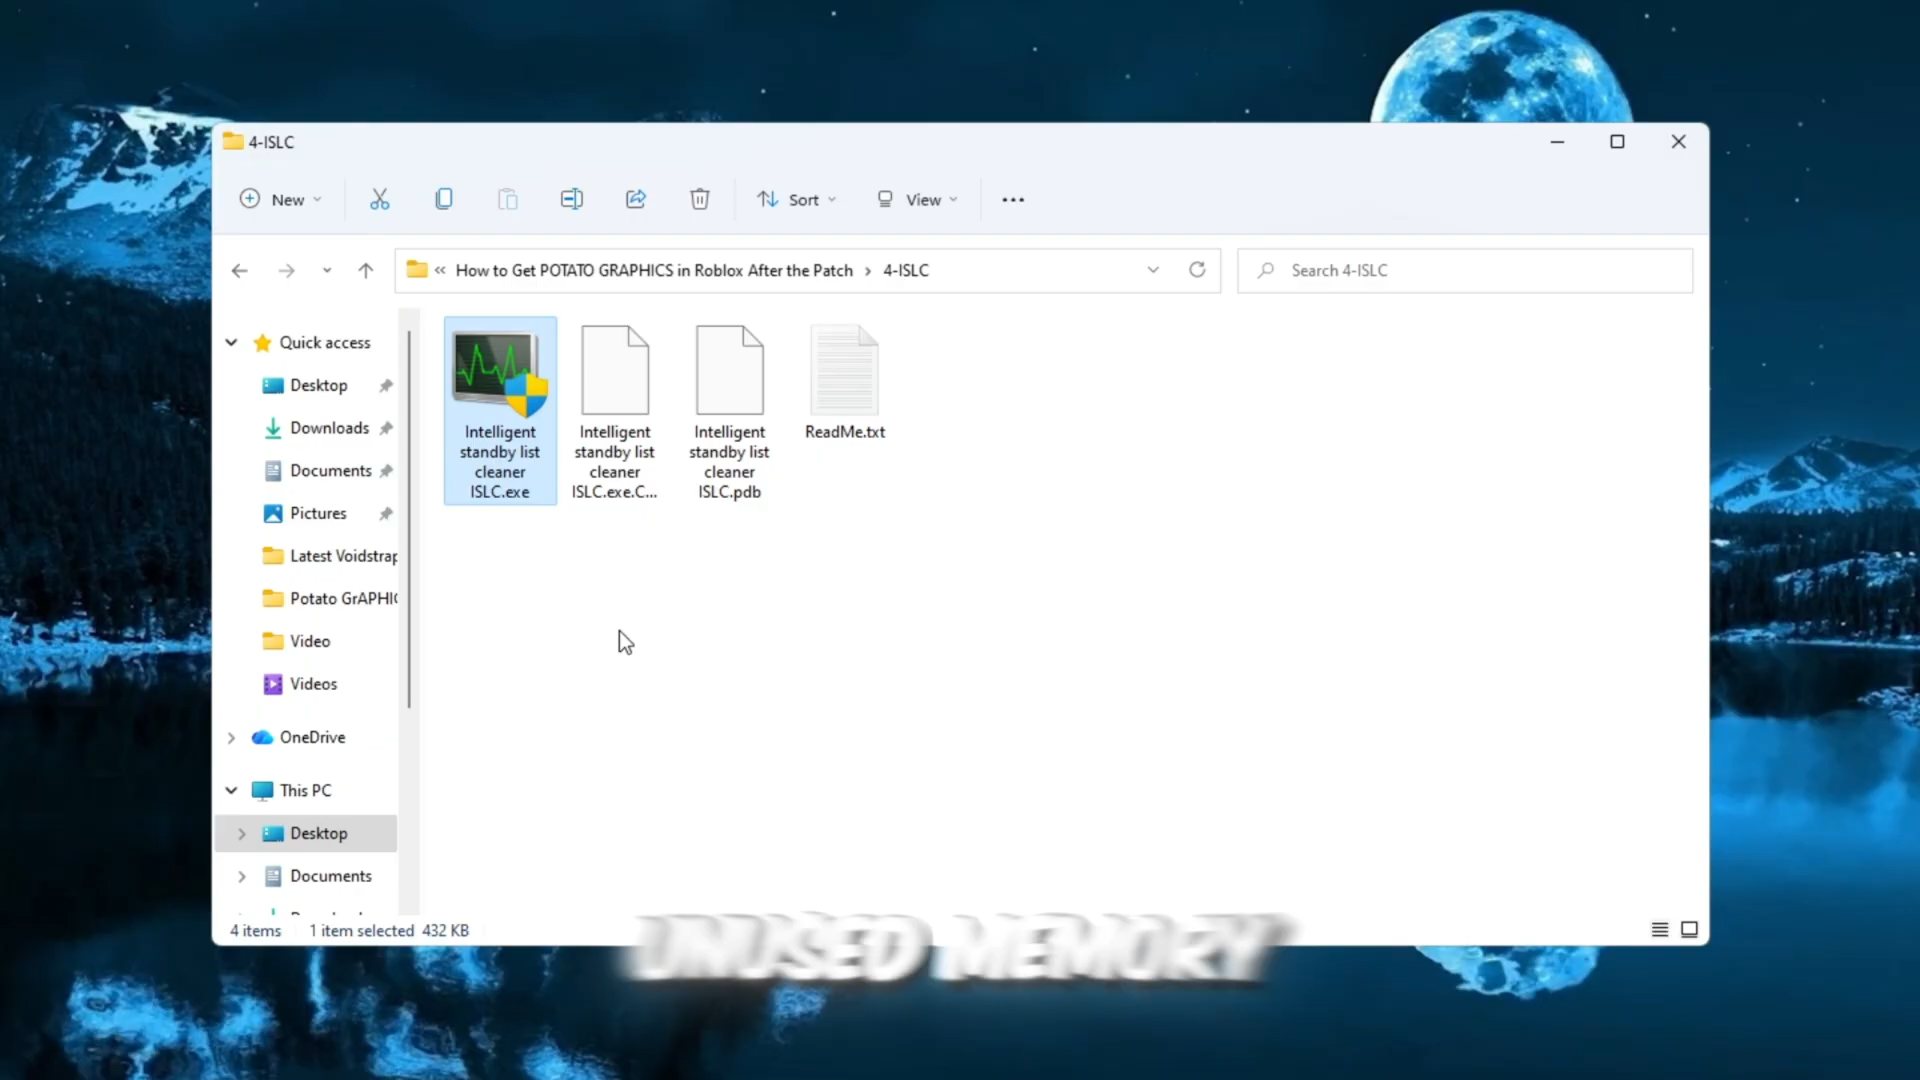 4-ISLC
New
Sort
View
« How to Get POTATO GRAPHICS in Roblox After the Patch > 4-ISLC
Search 4-ISLC
Quick access
Desktop
Downloads
Documents
Pictures
Latest Voidstrap
Potato GrAPHIC
Video
Videos
OneDrive
This PC
Desktop
Documents
Intelligent
standby list
cleaner
ISLC.exe
Intelligent
standby list
cleaner
ISLC.exe.C...
Intelligent
standby list
cleaner
ISLC.pdb
ReadMe.txt
4 items 1 item selected 432 KB
UNUSED MEMORY